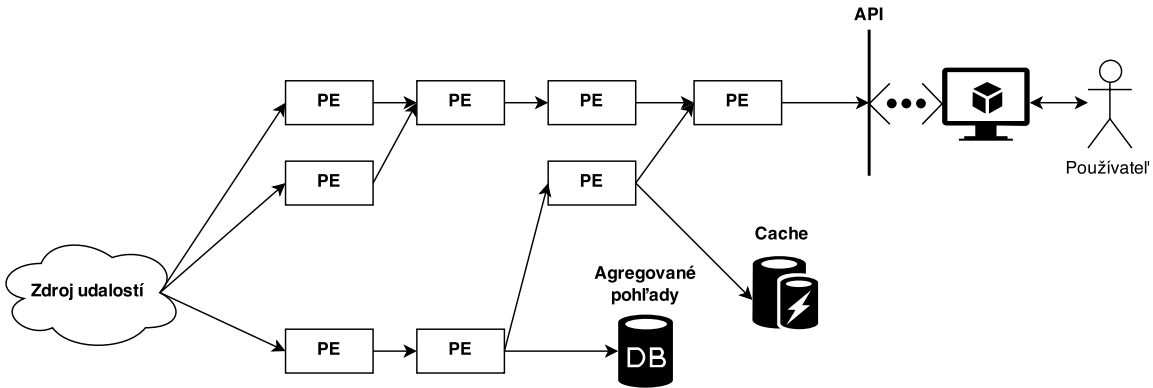 API
PE
PE
PE
PE
PE
PE
Používateľ
Cache
Zdroj udalostí
Agregované
pohľady
PE
PE
DB